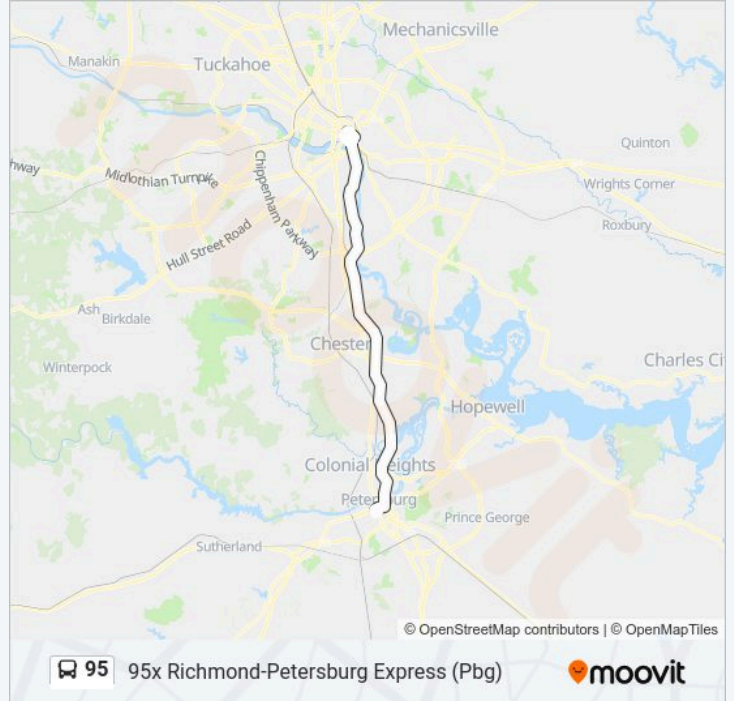 Mechanicsville
Manakin
Tuckahoe
Quinton
hway
Midlothian Turnpike
Chippenham Parkway
Wrights Corner
Hull Street Road
Roxbury
Ash
Birkdale
Chester
Winterpock
Charles Ci
Hopewell
Colonial Heights
Petersburg
Prince George
Sutherland
© OpenStreetMap contributors | © OpenMapTiles
95 95x Richmond-Petersburg Express (Pbg) moovit